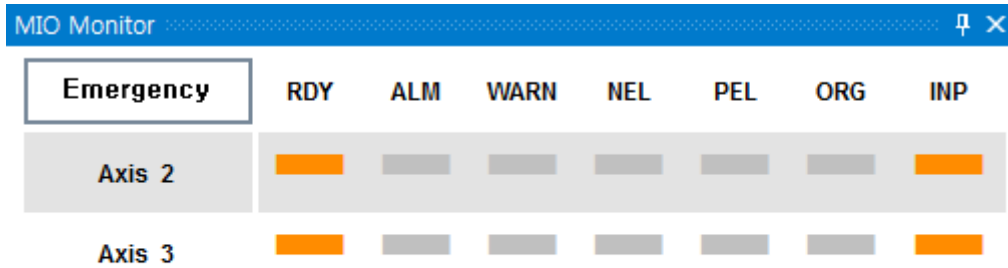 MIO Monitor
Emergency RDY ALM WARN NEL PEL ORG INP
Axis 2
Axis 3